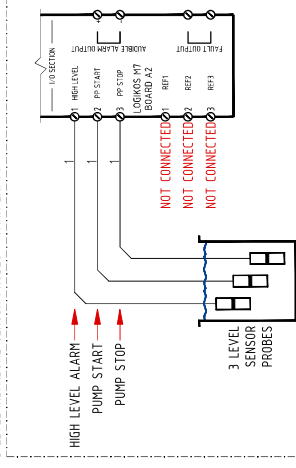 I/O SECTION
AUDIBLE ALARM OUTPUT
FAULT OUTPUT
+
-
HIGH LEVEL
PP START
PP STOP
LOGIKOS M7
BOARD A2
REF1
REF2
REF3
1
2
3
1
2
3
NOT CONNECTED
NOT CONNECTED
NOT CONNECTED
1
1
1
HIGH LEVEL ALARM
PUMP START
PUMP STOP
3 LEVEL
SENSOR
PROBES